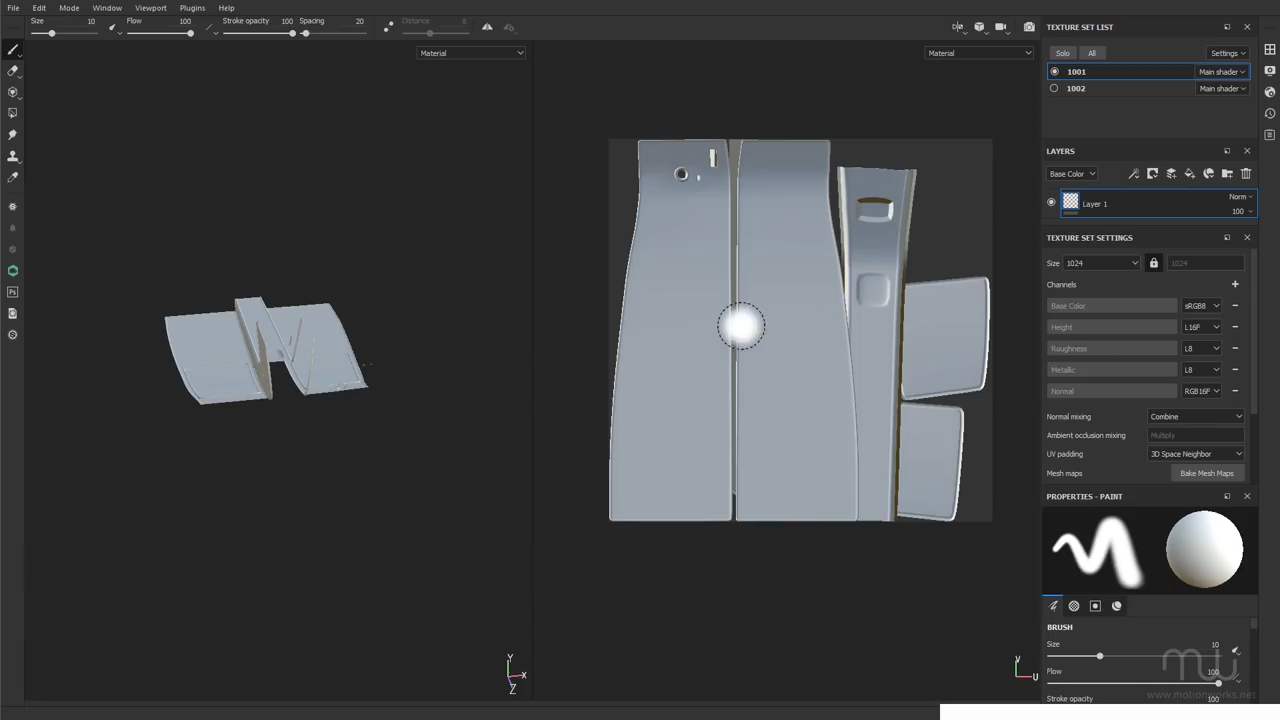 File Edit Mode Window Viewport Plugins Help
Size 10 Flow 100 Stroke opacity 100 Spacing 20 Distance 8
Material
Material
Y
X
Z
V
U
TEXTURE SET LIST
Solo All Settings
1001 Main shader
1002 Main shader
LAYERS
Base Color
Layer 1 Norm
100
TEXTURE SET SETTINGS
Size 1024 1024
Channels
Base Color sRGB8
Height L16F
Roughness L8
Metallic L8
Normal RGB16F
Normal mixing Combine
Ambient occlusion mixing Multiply
UV padding 3D Space Neighbor
Mesh maps Bake Mesh Maps
PROPERTIES - PAINT
BRUSH
Size 10
Flow 100
Stroke opacity 100
www.motionworks.net